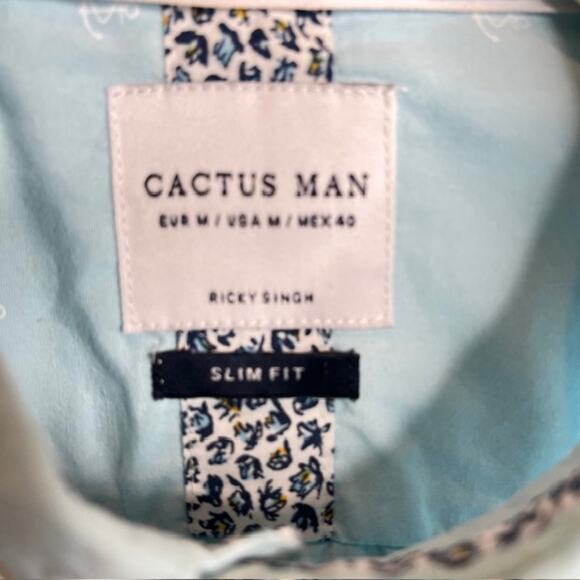 CACTUS MAN
EUR M / USA M / MEX 40
RICKY SINGH
SLIM FIT